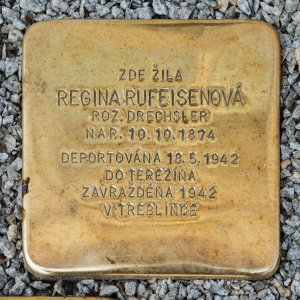 ZDE ŽILA
REGINA RUFEISENOVÁ
ROZ. DRECHSLER
NAR. 10.10.1874
DEPORTOVÁNA 18.5.1942
DO TEREZÍNA
ZAVRAŽDĚNA 1942
V TREBLINCE